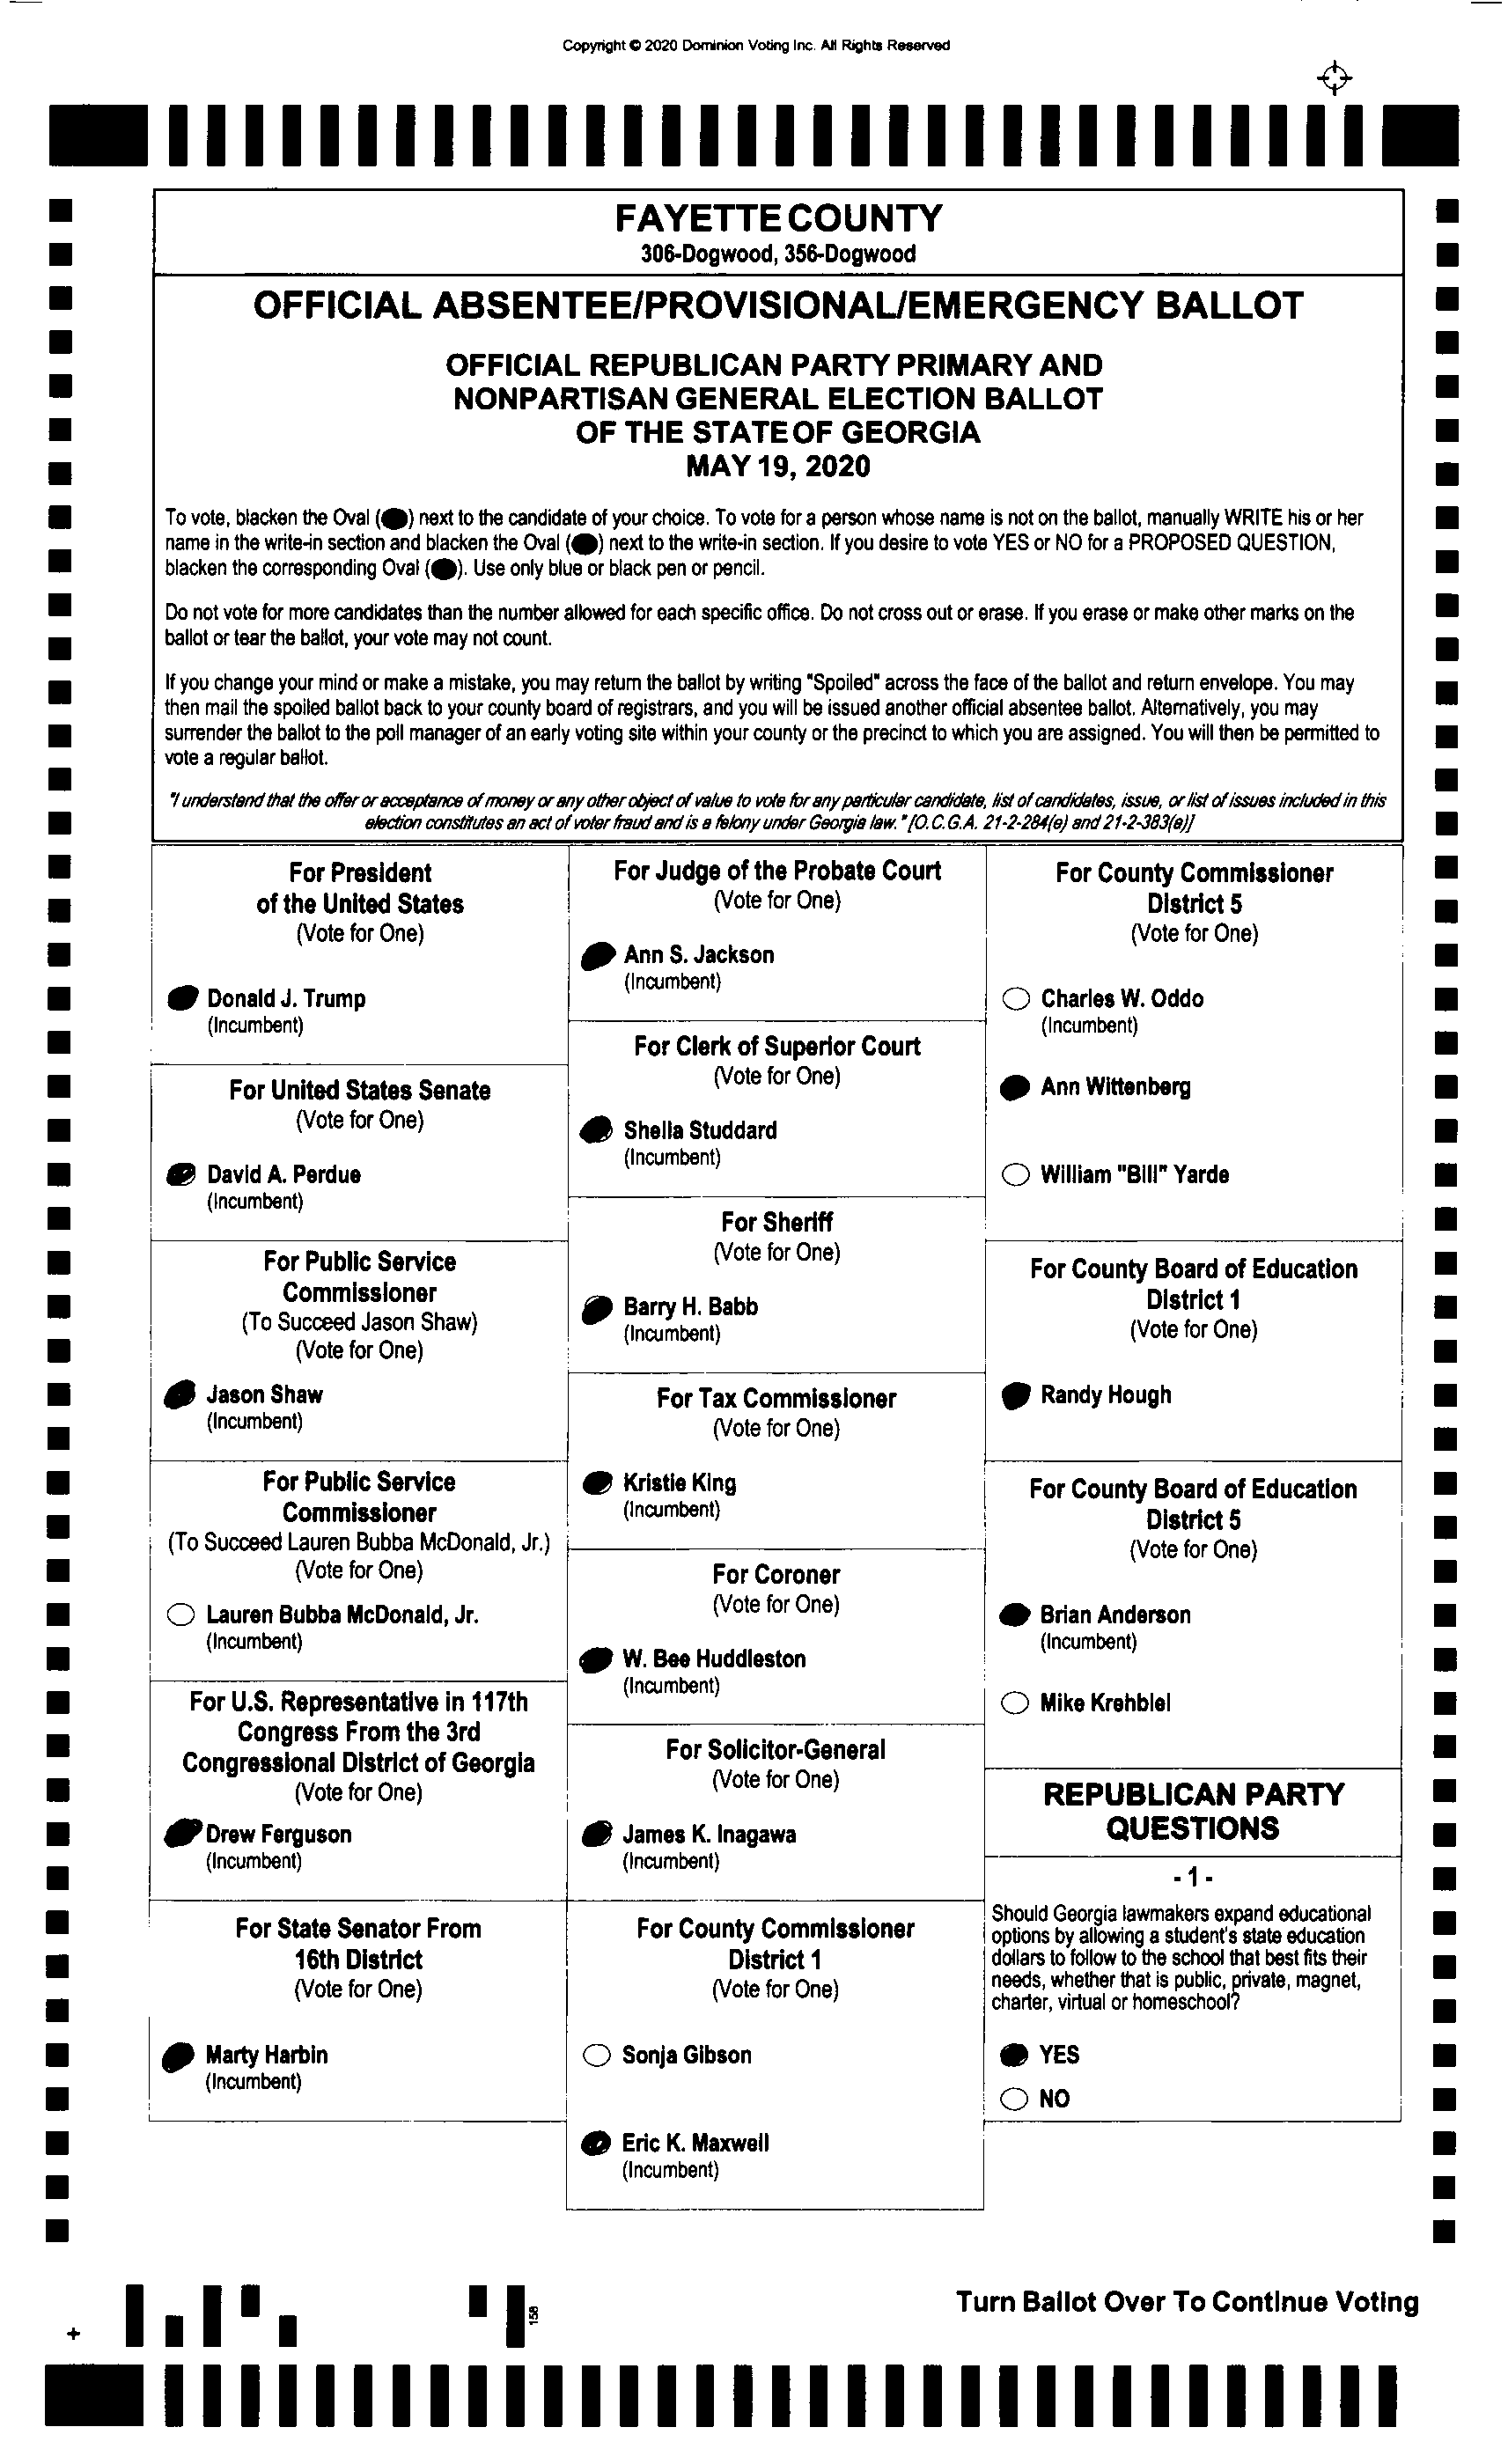 Copyright © 2020 Dominion Voting Inc. All Rights Reserved
FAYETTE COUNTY
306-Dogwood, 356-Dogwood
OFFICIAL ABSENTEE/PROVISIONAL/EMERGENCY BALLOT
OFFICIAL REPUBLICAN PARTY PRIMARY AND
NONPARTISAN GENERAL ELECTION BALLOT
OF THE STATE OF GEORGIA
MAY 19, 2020
To vote, blacken the Oval ( ) next to the candidate of your choice. To vote for a person whose name is not on the ballot, manually WRITE his or her
name in the write-in section and blacken the Oval ( ) next to the write-in section. If you desire to vote YES or NO for a PROPOSED QUESTION,
blacken the corresponding Oval ( ). Use only blue or black pen or pencil.
Do not vote for more candidates than the number allowed for each specific office. Do not cross out or erase. If you erase or make other marks on the
ballot or tear the ballot, your vote may not count.
If you change your mind or make a mistake, you may return the ballot by writing "Spoiled" across the face of the ballot and return envelope. You may
then mail the spoiled ballot back to your county board of registrars, and you will be issued another official absentee ballot. Alternatively, you may
surrender the ballot to the poll manager of an early voting site within your county or the precinct to which you are assigned. You will then be permitted to
vote a regular ballot.
"I understand that the offer or acceptance of money or any other object of value to vote for any particular candidate, list of candidates, issue, or list of issues included in this
election constitutes an act of voter fraud and is a felony under Georgia law." [O.C.G.A. 21-2-284(e) and 21-2-383(a)]
For President
of the United States
(Vote for One)
Donald J. Trump
(Incumbent)
For United States Senate
(Vote for One)
David A. Perdue
(Incumbent)
For Public Service
Commissioner
(To Succeed Jason Shaw)
(Vote for One)
Jason Shaw
(Incumbent)
For Public Service
Commissioner
(To Succeed Lauren Bubba McDonald, Jr.)
(Vote for One)
Lauren Bubba McDonald, Jr.
(Incumbent)
For U.S. Representative in 117th
Congress From the 3rd
Congressional District of Georgia
(Vote for One)
Drew Ferguson
(Incumbent)
For State Senator From
16th District
(Vote for One)
Marty Harbin
(Incumbent)
For Judge of the Probate Court
(Vote for One)
Ann S. Jackson
(Incumbent)
For Clerk of Superior Court
(Vote for One)
Sheila Studdard
(Incumbent)
For Sheriff
(Vote for One)
Barry H. Babb
(Incumbent)
For Tax Commissioner
(Vote for One)
Kristie King
(Incumbent)
For Coroner
(Vote for One)
W. Bee Huddleston
(Incumbent)
For Solicitor-General
(Vote for One)
James K. Inagawa
(Incumbent)
For County Commissioner
District 1
(Vote for One)
Sonja Gibson
Eric K. Maxwell
(Incumbent)
For County Commissioner
District 5
(Vote for One)
Charles W. Oddo
(Incumbent)
Ann Wittenberg
William "Bill" Yarde
For County Board of Education
District 1
(Vote for One)
Randy Hough
For County Board of Education
District 5
(Vote for One)
Brian Anderson
(Incumbent)
Mike Krehbiel
REPUBLICAN PARTY
QUESTIONS
- 1 -
Should Georgia lawmakers expand educational
options by allowing a student's state education
dollars to follow to the school that best fits their
needs, whether that is public, private, magnet,
charter, virtual or homeschool?
YES
NO
158
Turn Ballot Over To Continue Voting